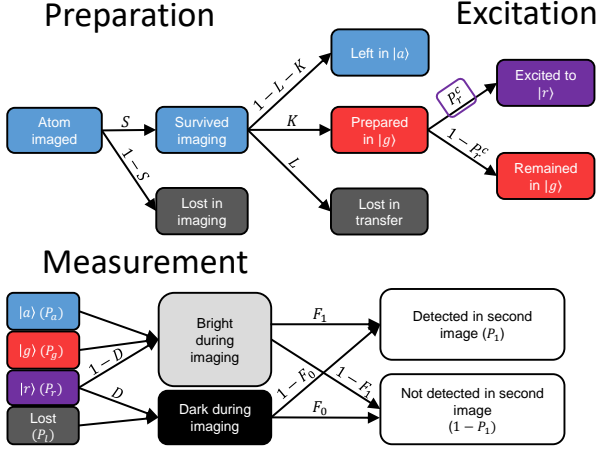 Preparation
Excitation
Atom
imaged
S
1 − S
Survived
imaging
Lost in
imaging
1 − L − K
K
L
Left in |a⟩
Prepared
in |g⟩
Lost in
transfer
P_r^c
1 − P_r^c
Excited to
|r⟩
Remained
in |g⟩
Measurement
|a⟩ (P_a)
|g⟩ (P_g)
|r⟩ (P_r)
Lost
(P_l)
1 − D
D
Bright
during
imaging
Dark during
imaging
F_1
1 − F_1
1 − F_0
F_0
Detected in second
image (P_1)
Not detected in second
image
(1 − P_1)